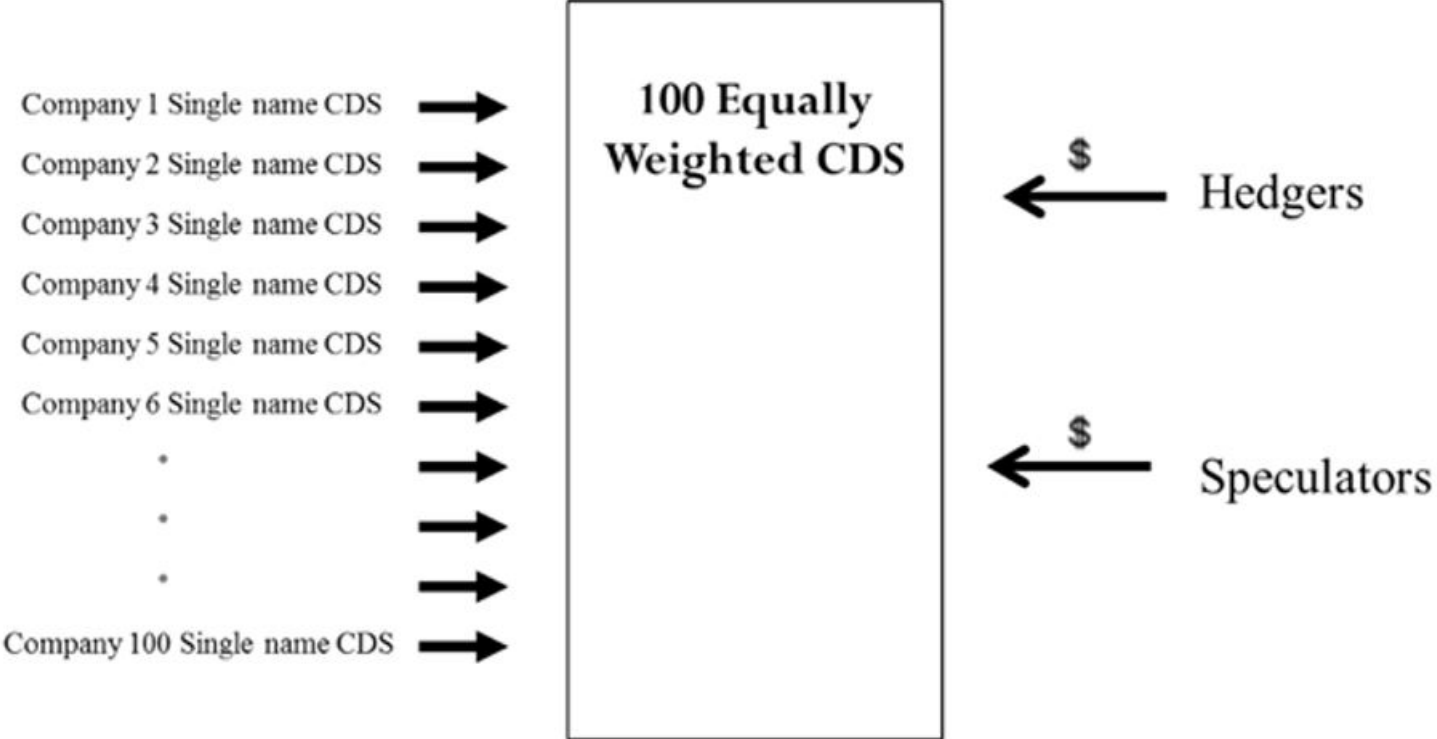 Company 1 Single name CDS
Company 2 Single name CDS
Company 3 Single name CDS
Company 4 Single name CDS
Company 5 Single name CDS
Company 6 Single name CDS
Company 100 Single name CDS
100 Equally
Weighted CDS
$
Hedgers
$
Speculators